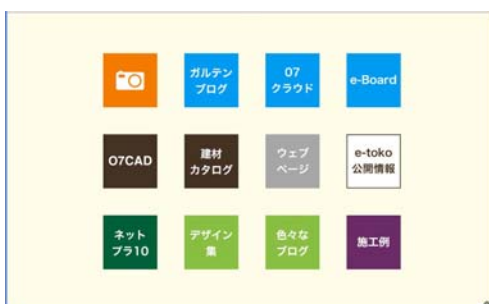 ガルテン
ブログ
07
クラウド
e-Board
O7CAD
建材
カタログ
ウェブ
ページ
e-toko
公開情報
ネット
プラ10
デザイン
集
色々な
ブログ
施工例